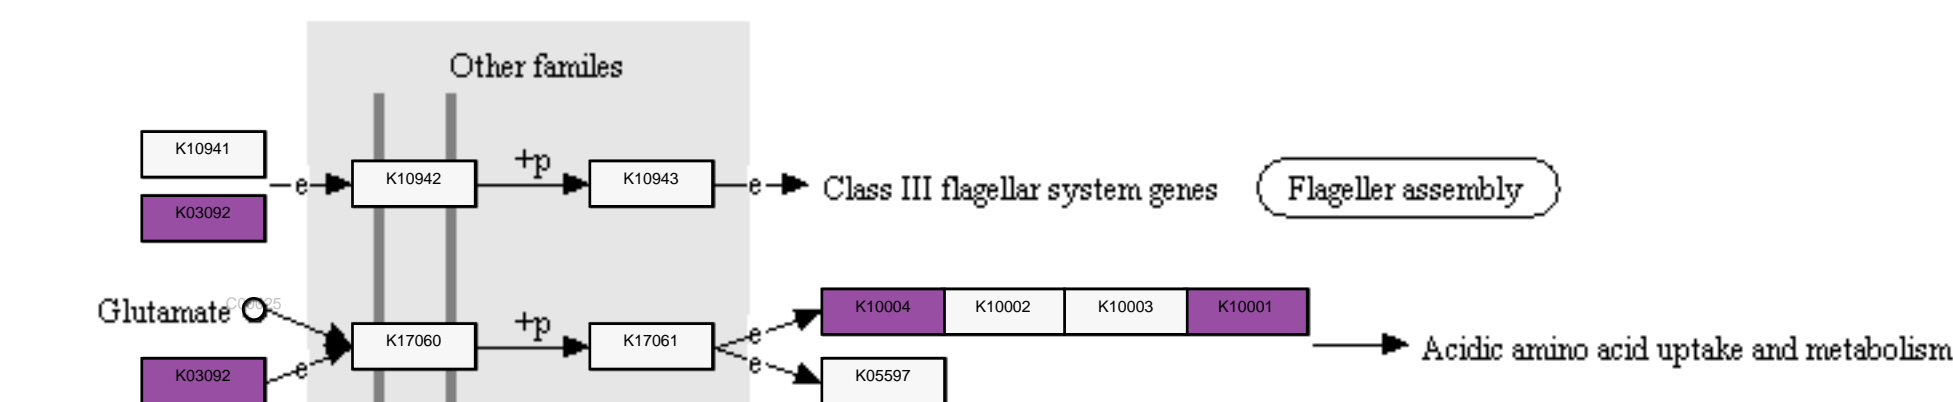 Other familes
K10941
K03092
e
K10942
+p
K10943
e
Class III flagellar system genes
Flageller assembly
Glutamate
C00025
K03092
e
K17060
+p
K17061
e
e
K10004 K10002 K10003 K10001
K05597
Acidic amino acid uptake and metabolism